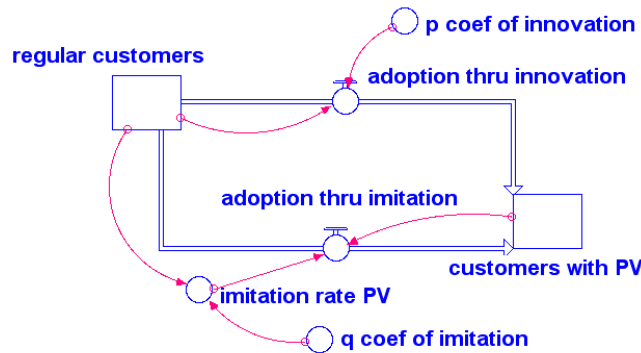 p coef of innovation
regular customers
adoption thru innovation
adoption thru imitation
customers with PV
imitation rate PV
q coef of imitation